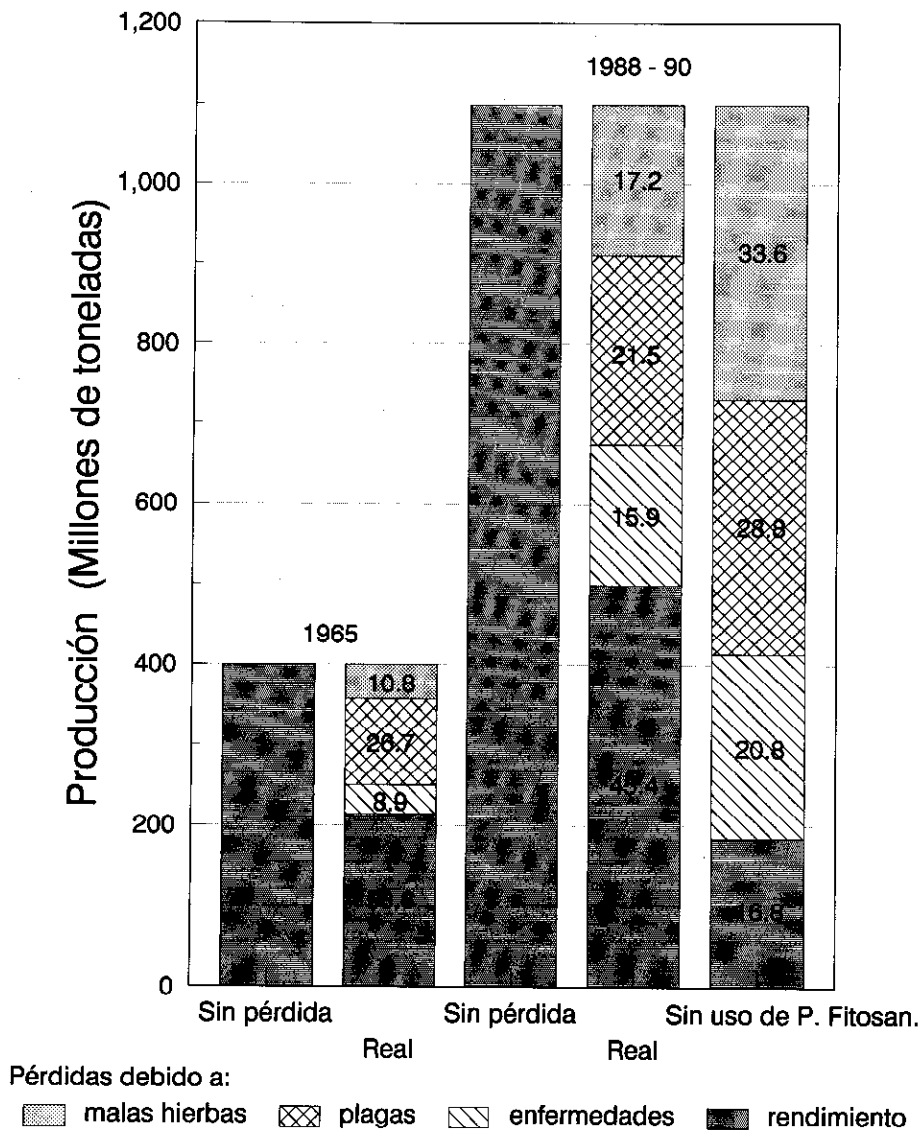 1,200
1988 - 90
1,000
800
600
400
200
0
Producción (Millones de toneladas)
1965
10.8
26.7
8.9
17.2
21.5
15.9
45.4
33.6
28.8
20.8
16.8
Sin pérdida
Real
Sin pérdida
Real
Sin uso de P. Fitosan.
Pérdidas debido a:
malas hierbas plagas enfermedades rendimiento